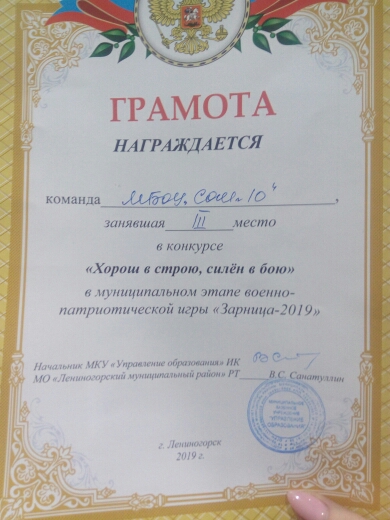 ГРАМОТА
НАГРАЖДАЕТСЯ
команда МБОУ „СОШ - 10",
занявшая III место
в конкурсе
«Хорош в строю, силён в бою»
в муниципальном этапе военно-
патриотической игры «Зарница-2019»
Начальник МКУ «Управление образования» ИК
МО «Лениногорский муниципальный район» РТ В.С. Санатуллин
г. Лениногорск
2019 г.